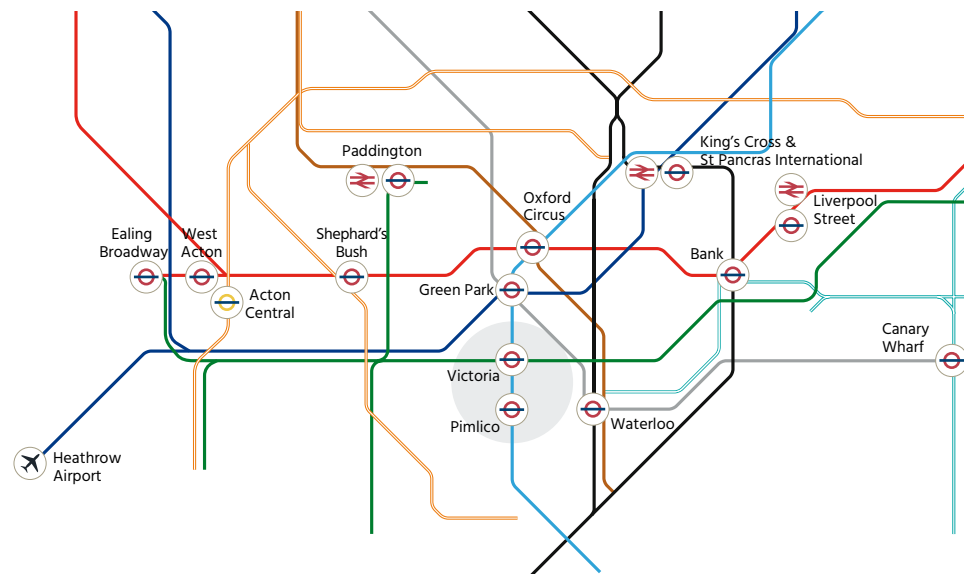 King's Cross &
St Pancras International
Paddington
Liverpool
Street
Oxford
Circus
Ealing
Broadway
West
Acton
Shephard's
Bush
Bank
Green Park
Acton
Central
Canary
Wharf
Victoria
Pimlico
Waterloo
Heathrow
Airport